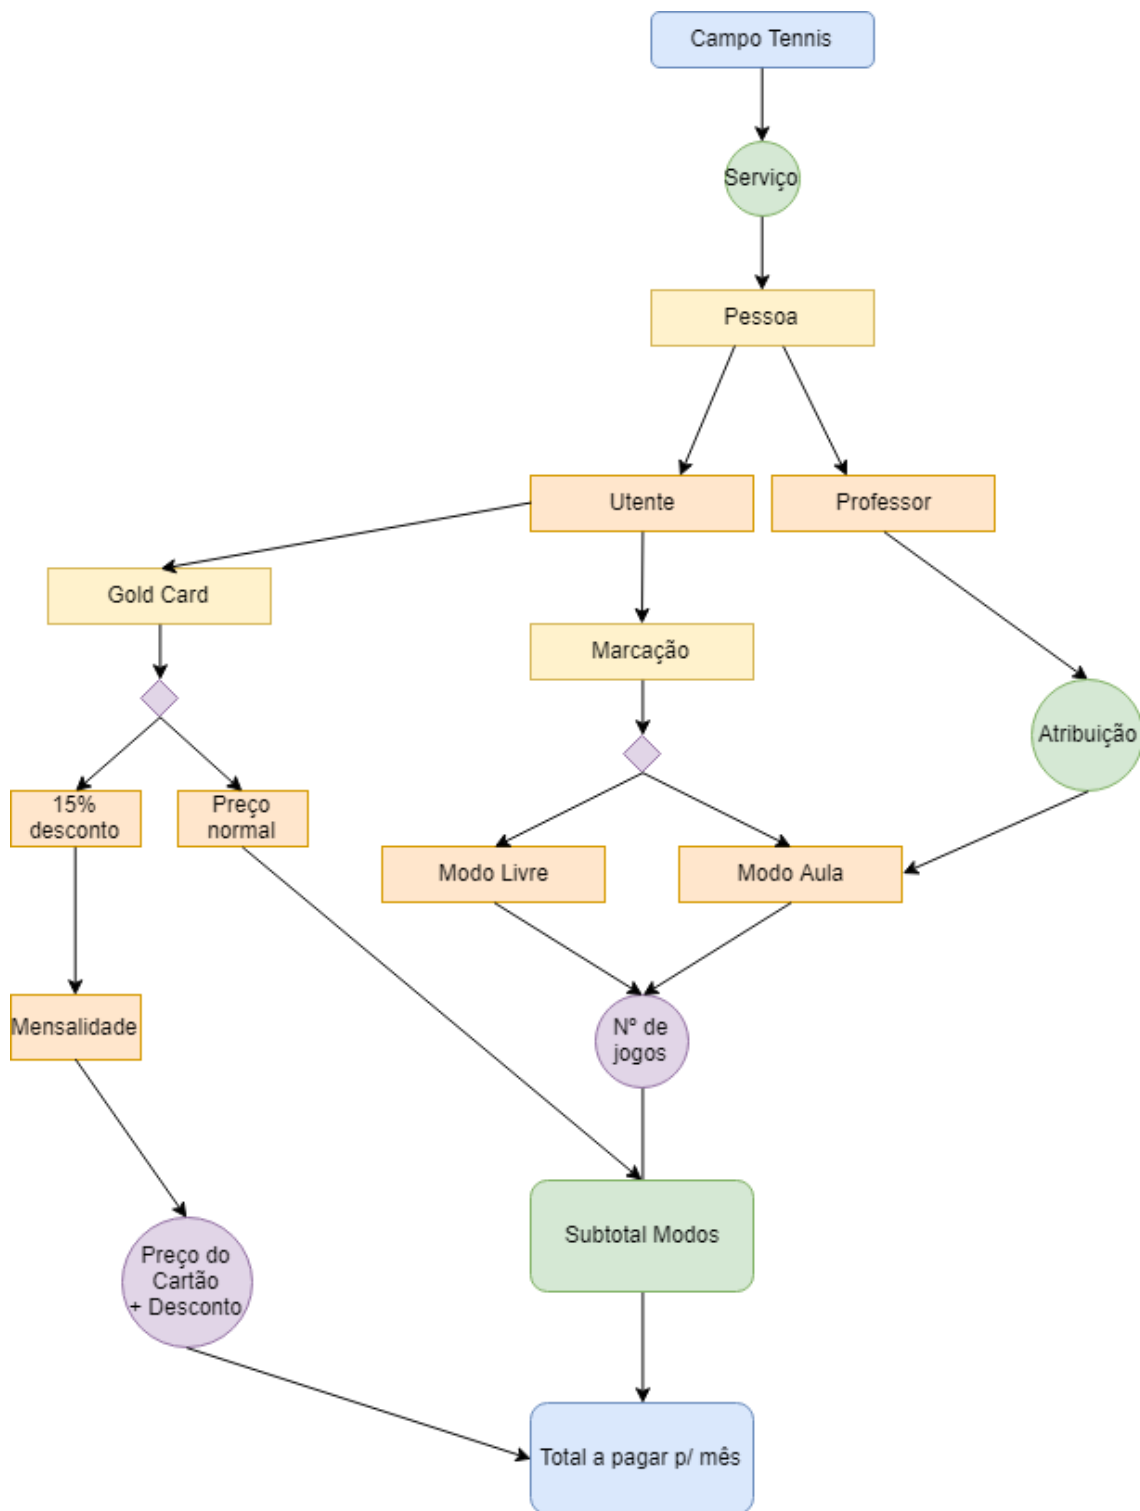 Campo Tennis
Serviço
Pessoa
Utente
Professor
Gold Card
Marcação
Atribuição
15%
desconto
Preço
normal
Modo Livre
Modo Aula
Mensalidade
Nº de
jogos
Subtotal Modos
Preço do
Cartão
+ Desconto
Total a pagar p/ mês